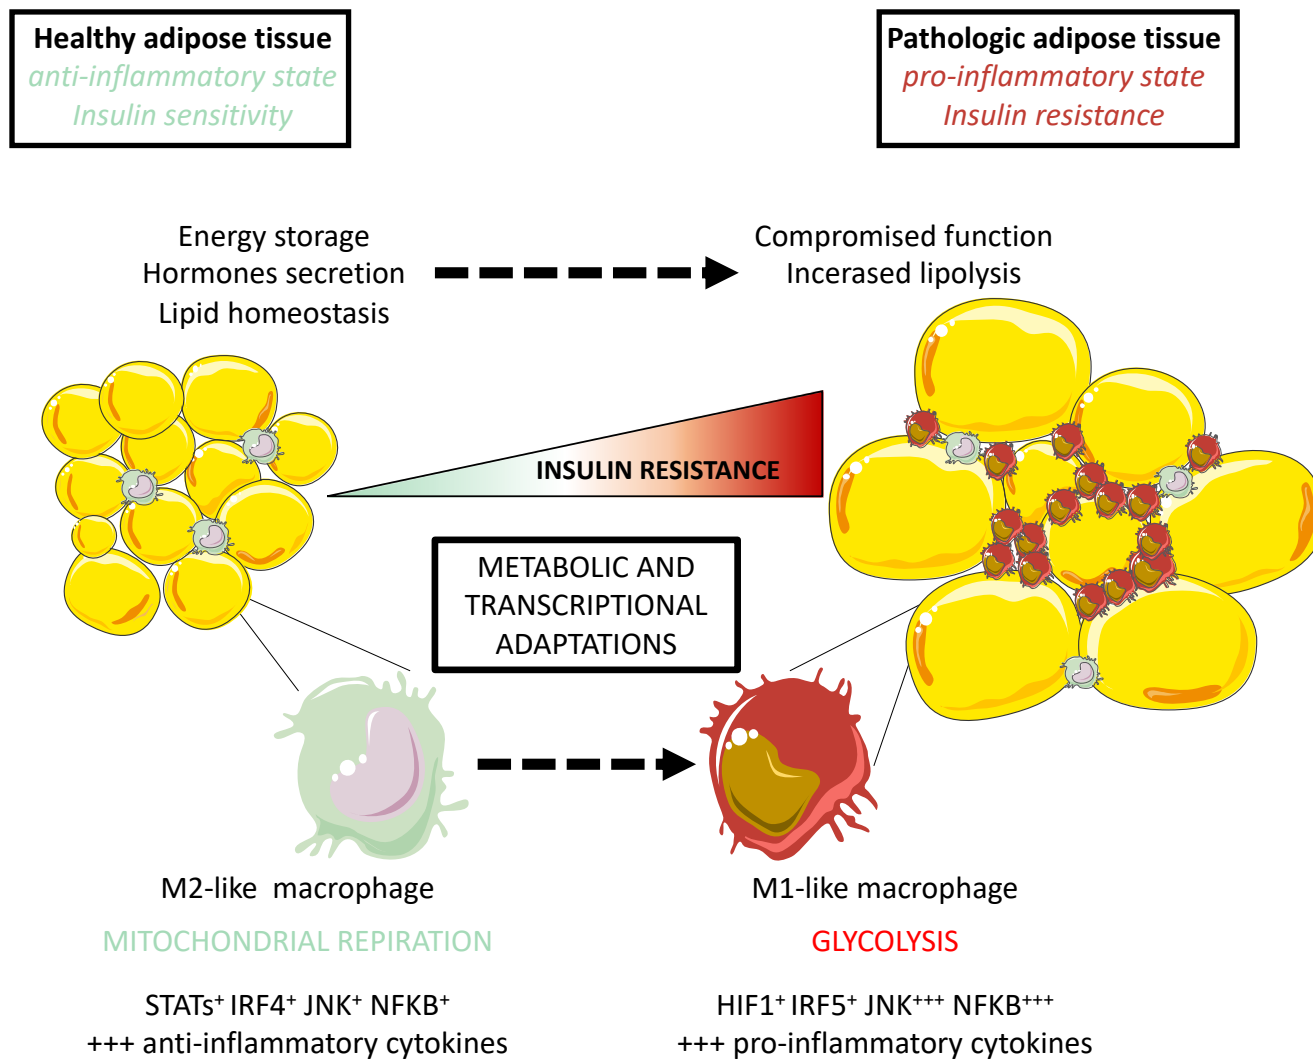 Healthy adipose tissue
anti-inflammatory state
Insulin sensitivity
Pathologic adipose tissue
pro-inflammatory state
Insulin resistance
Energy storage
Hormones secretion
Lipid homeostasis
Compromised function
Incerased lipolysis
INSULIN RESISTANCE
METABOLIC AND
TRANSCRIPTIONAL
ADAPTATIONS
M2-like macrophage
MITOCHONDRIAL REPIRATION
STATs⁺ IRF4⁺ JNK⁺ NFKB⁺
+++ anti-inflammatory cytokines
M1-like macrophage
GLYCOLYSIS
HIF1⁺ IRF5⁺ JNK⁺⁺⁺ NFKB⁺⁺⁺
+++ pro-inflammatory cytokines